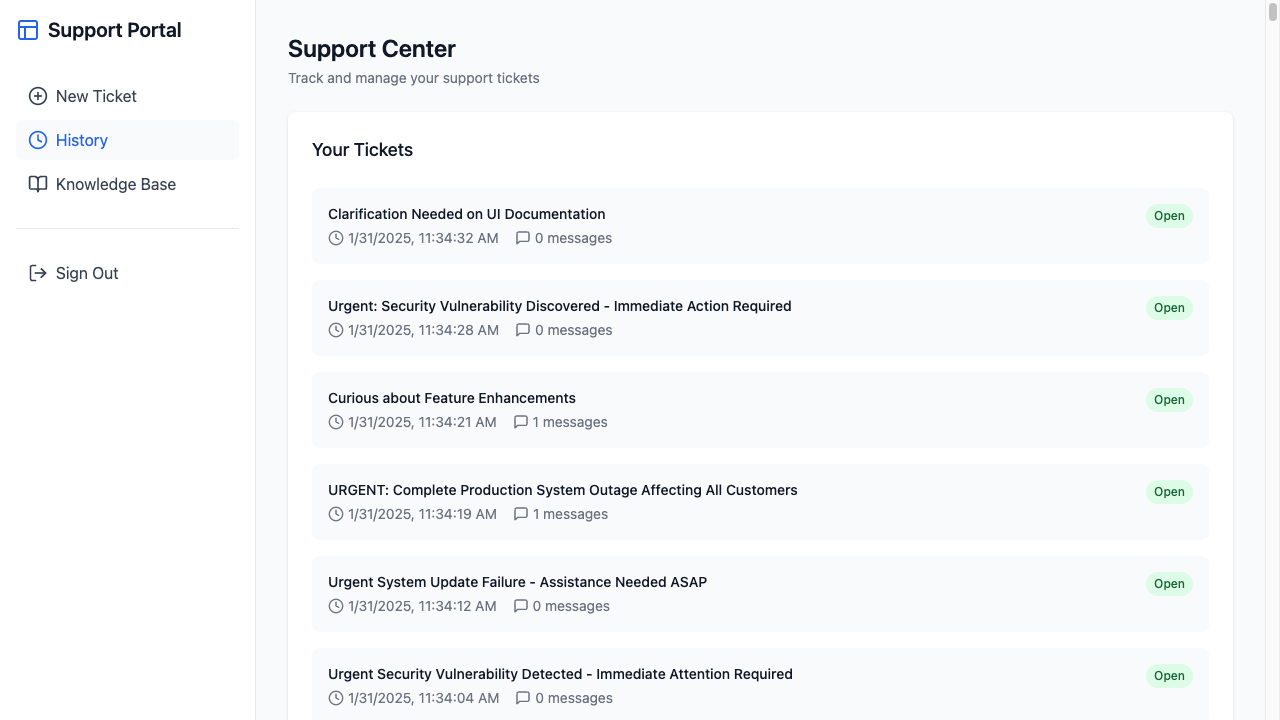 Support Portal
New Ticket
History
Knowledge Base
Sign Out
Support Center
Track and manage your support tickets
Your Tickets
Clarification Needed on UI Documentation
Open
1/31/2025, 11:34:32 AM 0 messages
Urgent: Security Vulnerability Discovered - Immediate Action Required
Open
1/31/2025, 11:34:28 AM 0 messages
Curious about Feature Enhancements
Open
1/31/2025, 11:34:21 AM 1 messages
URGENT: Complete Production System Outage Affecting All Customers
Open
1/31/2025, 11:34:19 AM 1 messages
Urgent System Update Failure - Assistance Needed ASAP
Open
1/31/2025, 11:34:12 AM 0 messages
Urgent Security Vulnerability Detected - Immediate Attention Required
Open
1/31/2025, 11:34:04 AM 0 messages